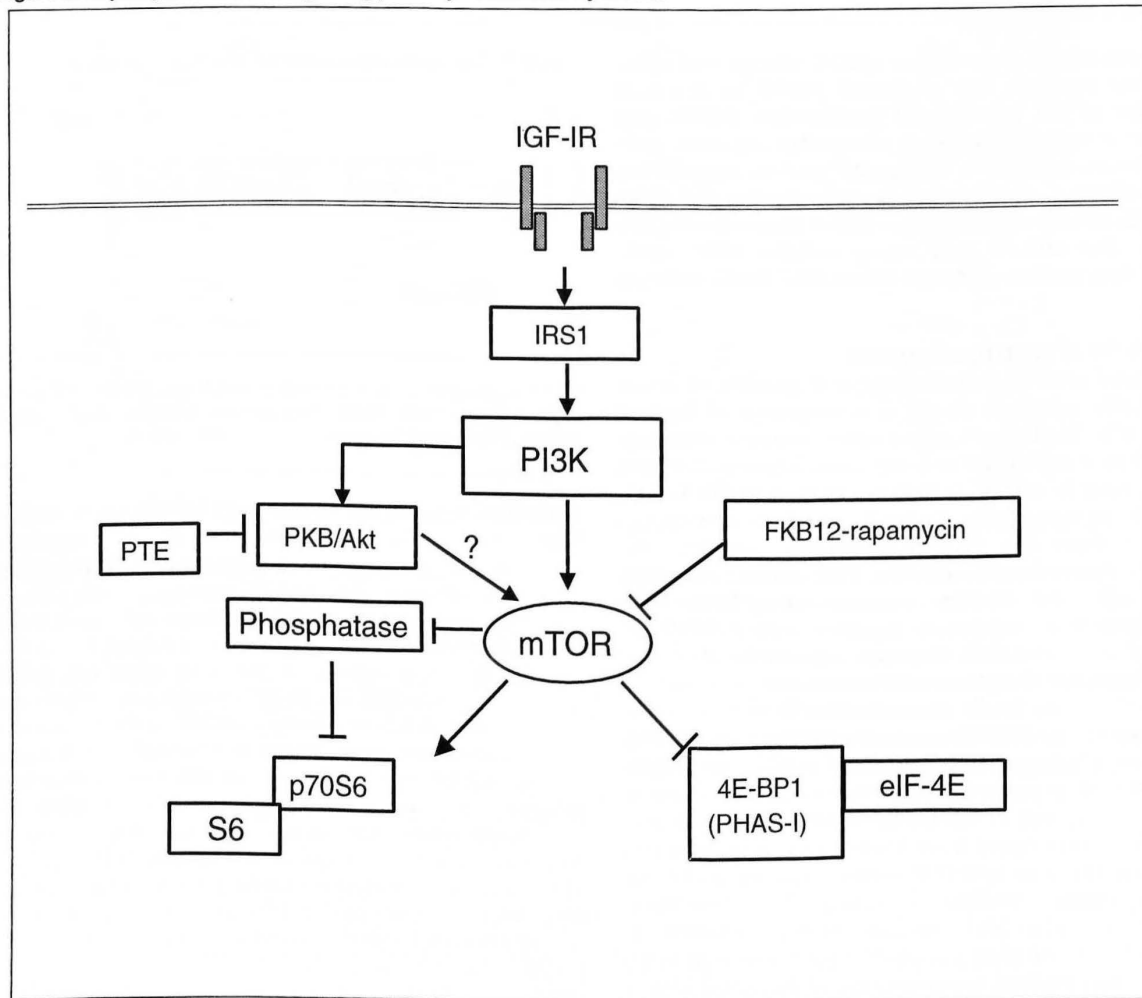 IGF-IR
IRS1
PI3K
PTE
PKB/Akt
?
FKB12-rapamycin
Phosphatase
mTOR
p70S6
S6
4E-BP1
(PHAS-I)
eIF-4E